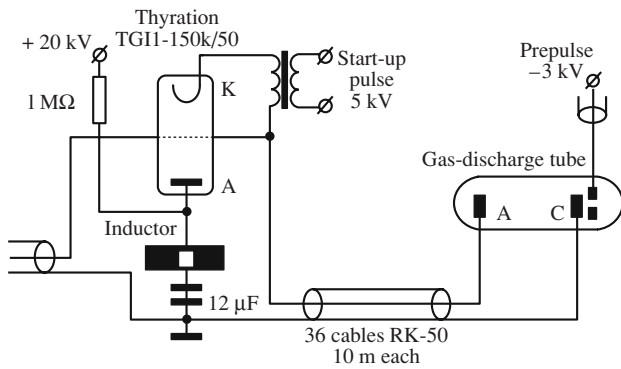 Thyration
TGI1-150k/50
+ 20 kV
1 MΩ
K
A
Start-up
pulse
5 kV
Prepulse
−3 kV
Gas-discharge tube
A
C
Inductor
12 μF
36 cables RK-50
10 m each